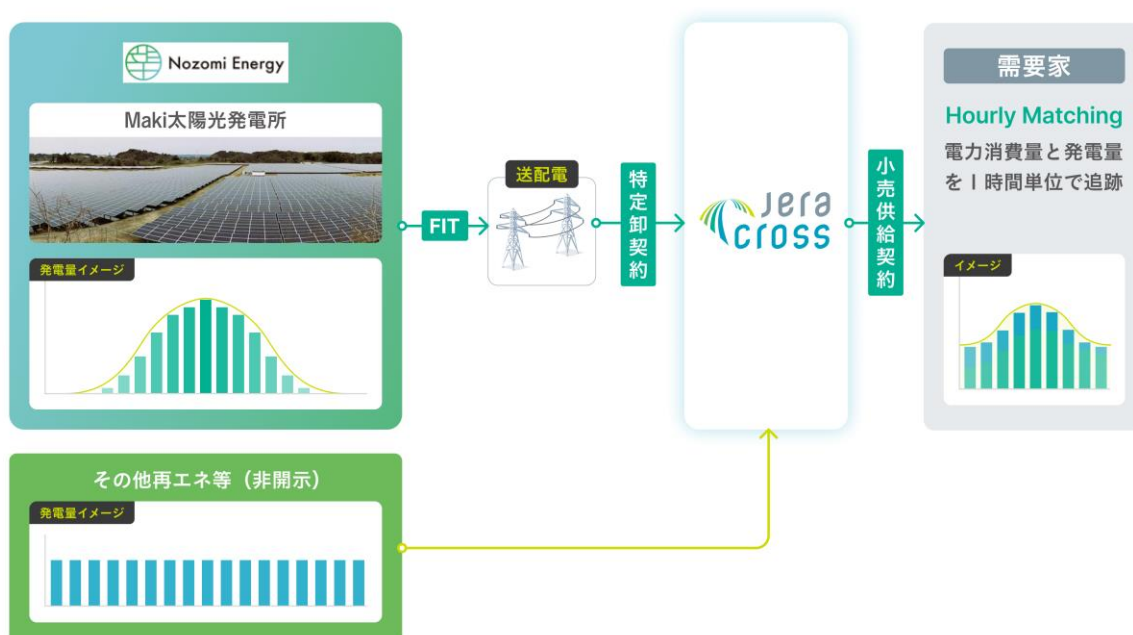 Nozomi Energy
Maki太陽光発電所
発電量イメージ
FIT
送配電
特定卸契約
Jera
cross
小売供給契約
需要家
Hourly Matching
電力消費量と発電量
を1時間単位で追跡
イメージ
その他再エネ等（非開示）
発電量イメージ